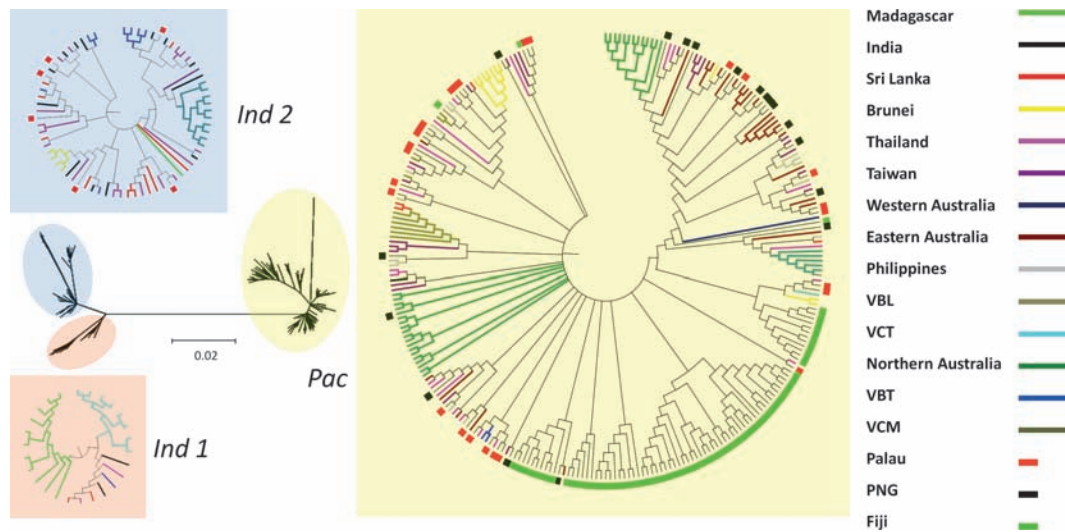 Ind 2
0.02
Pac
Ind 1
Madagascar
India
Sri Lanka
Brunei
Thailand
Taiwan
Western Australia
Eastern Australia
Philippines
VBL
VCT
Northern Australia
VBT
VCM
Palau
PNG
Fiji